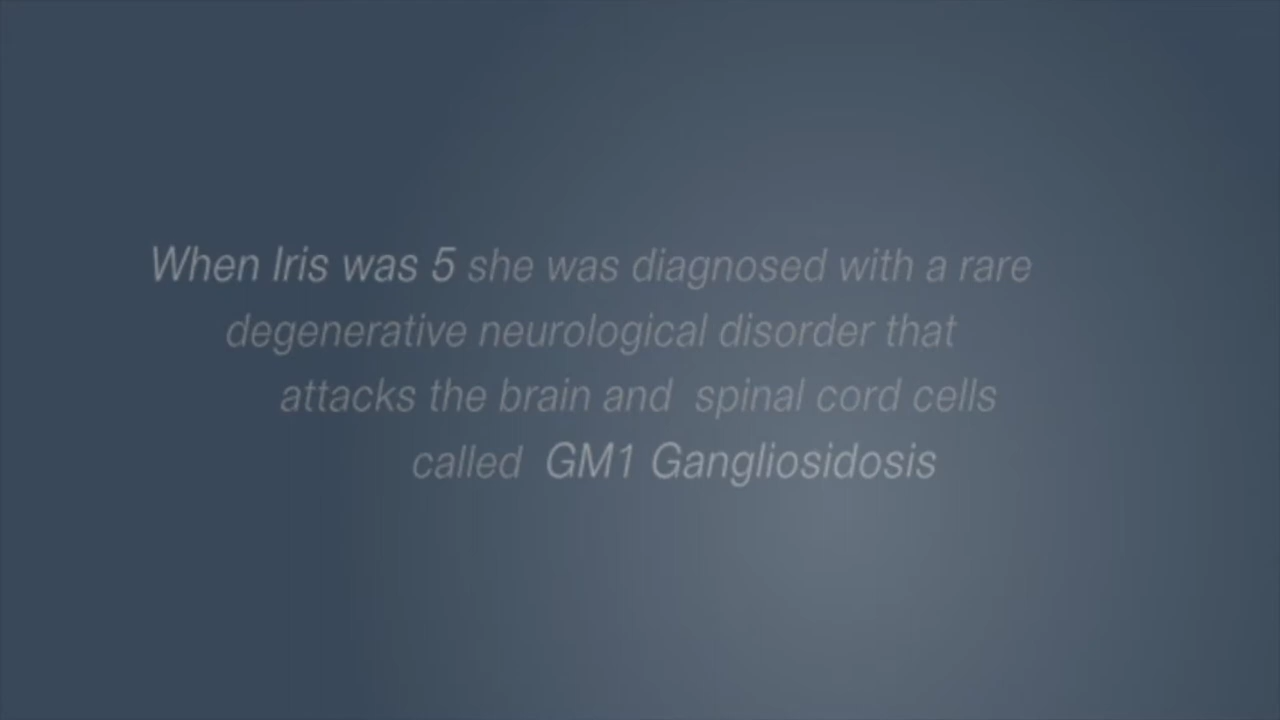 When Iris was 5 she was diagnosed with a rare
degenerative neurological disorder that
attacks the brain and spinal cord cells
called GM1 Gangliosidosis